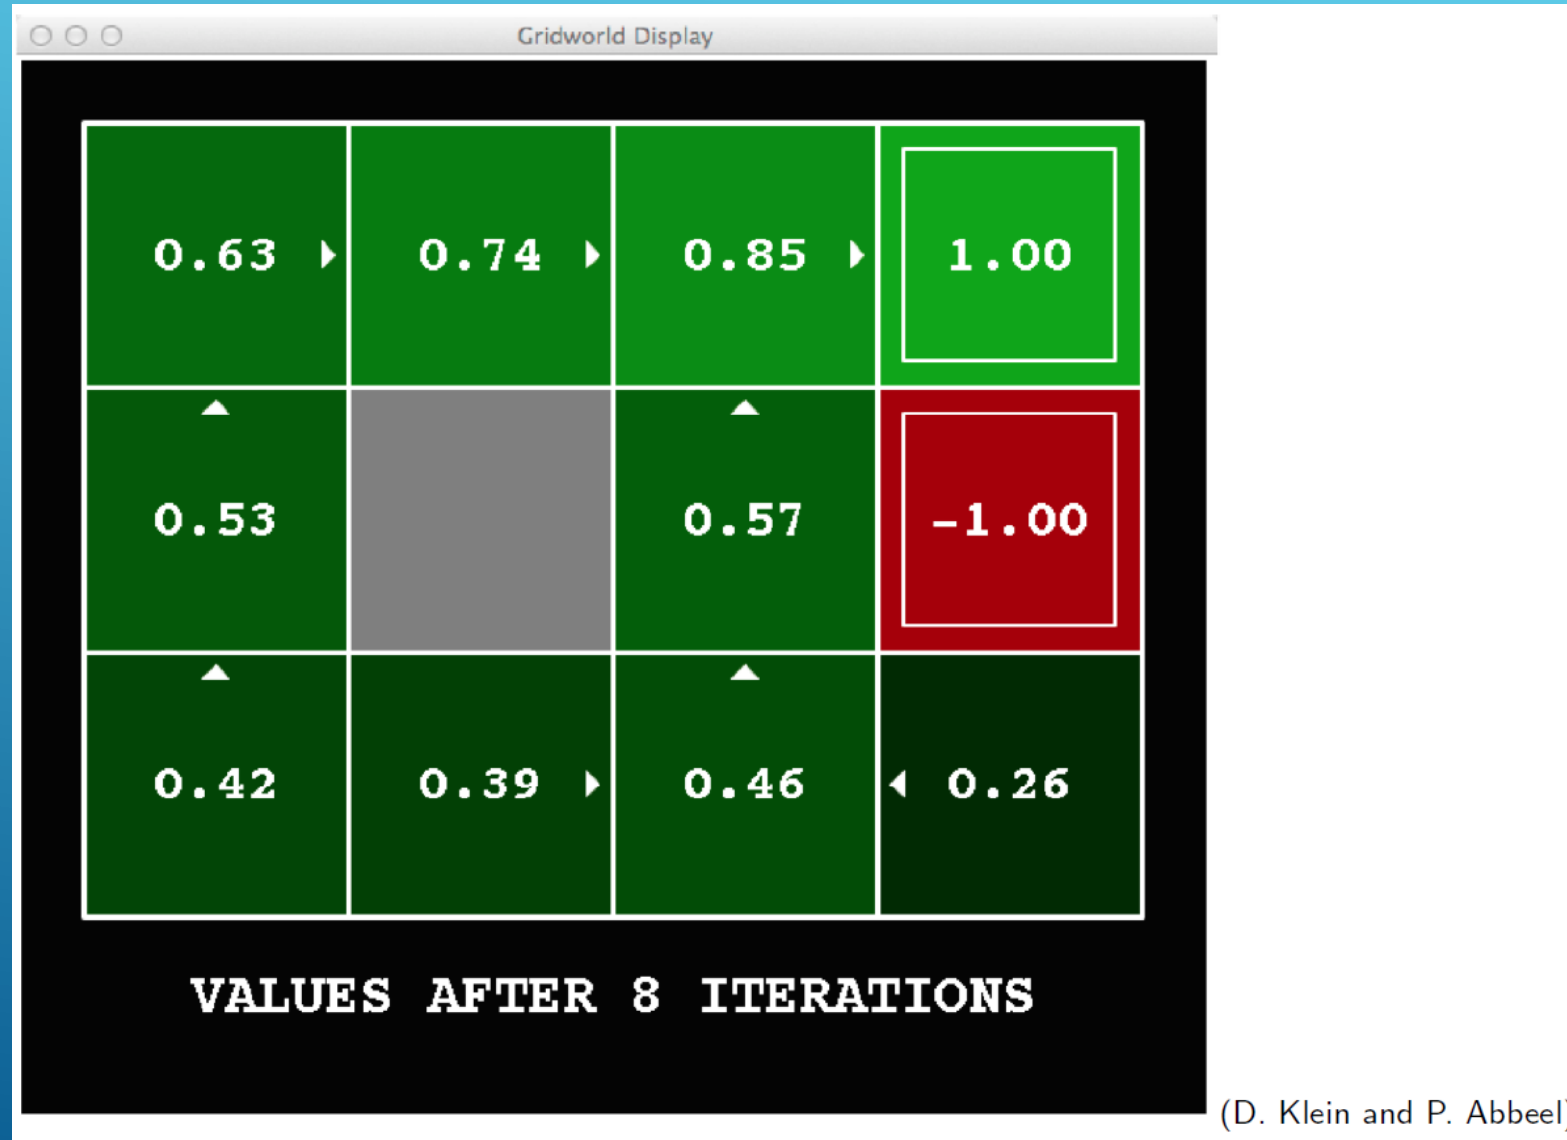 Gridworld Display
0.63 0.74 0.85 1.00
0.53 0.57 -1.00
0.42 0.39 0.46 0.26
VALUES AFTER 8 ITERATIONS
(D. Klein and P. Abbeel)